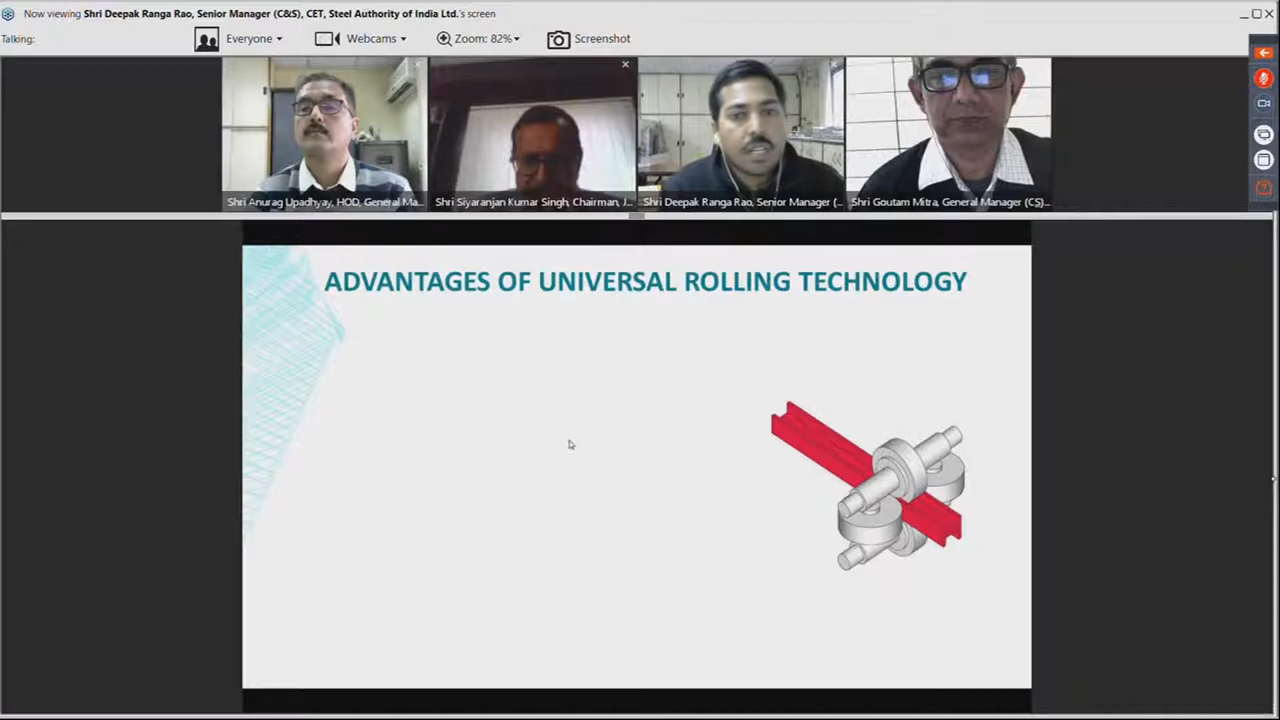 Now viewing Shri Deepak Ranga Rao, Senior Manager (C&S), CET, Steel Authority of India Ltd.'s screen
Talking:
Everyone
Webcams
Zoom: 82%
Screenshot
Shri Anurag Upadhyay, HOD, General Ma...
Shri Siyaranjan Kumar Singh, Chairman, J...
Shri Deepak Ranga Rao, Senior Manager (...
Shri Goutam Mitra, General Manager (CS)...
ADVANTAGES OF UNIVERSAL ROLLING TECHNOLOGY